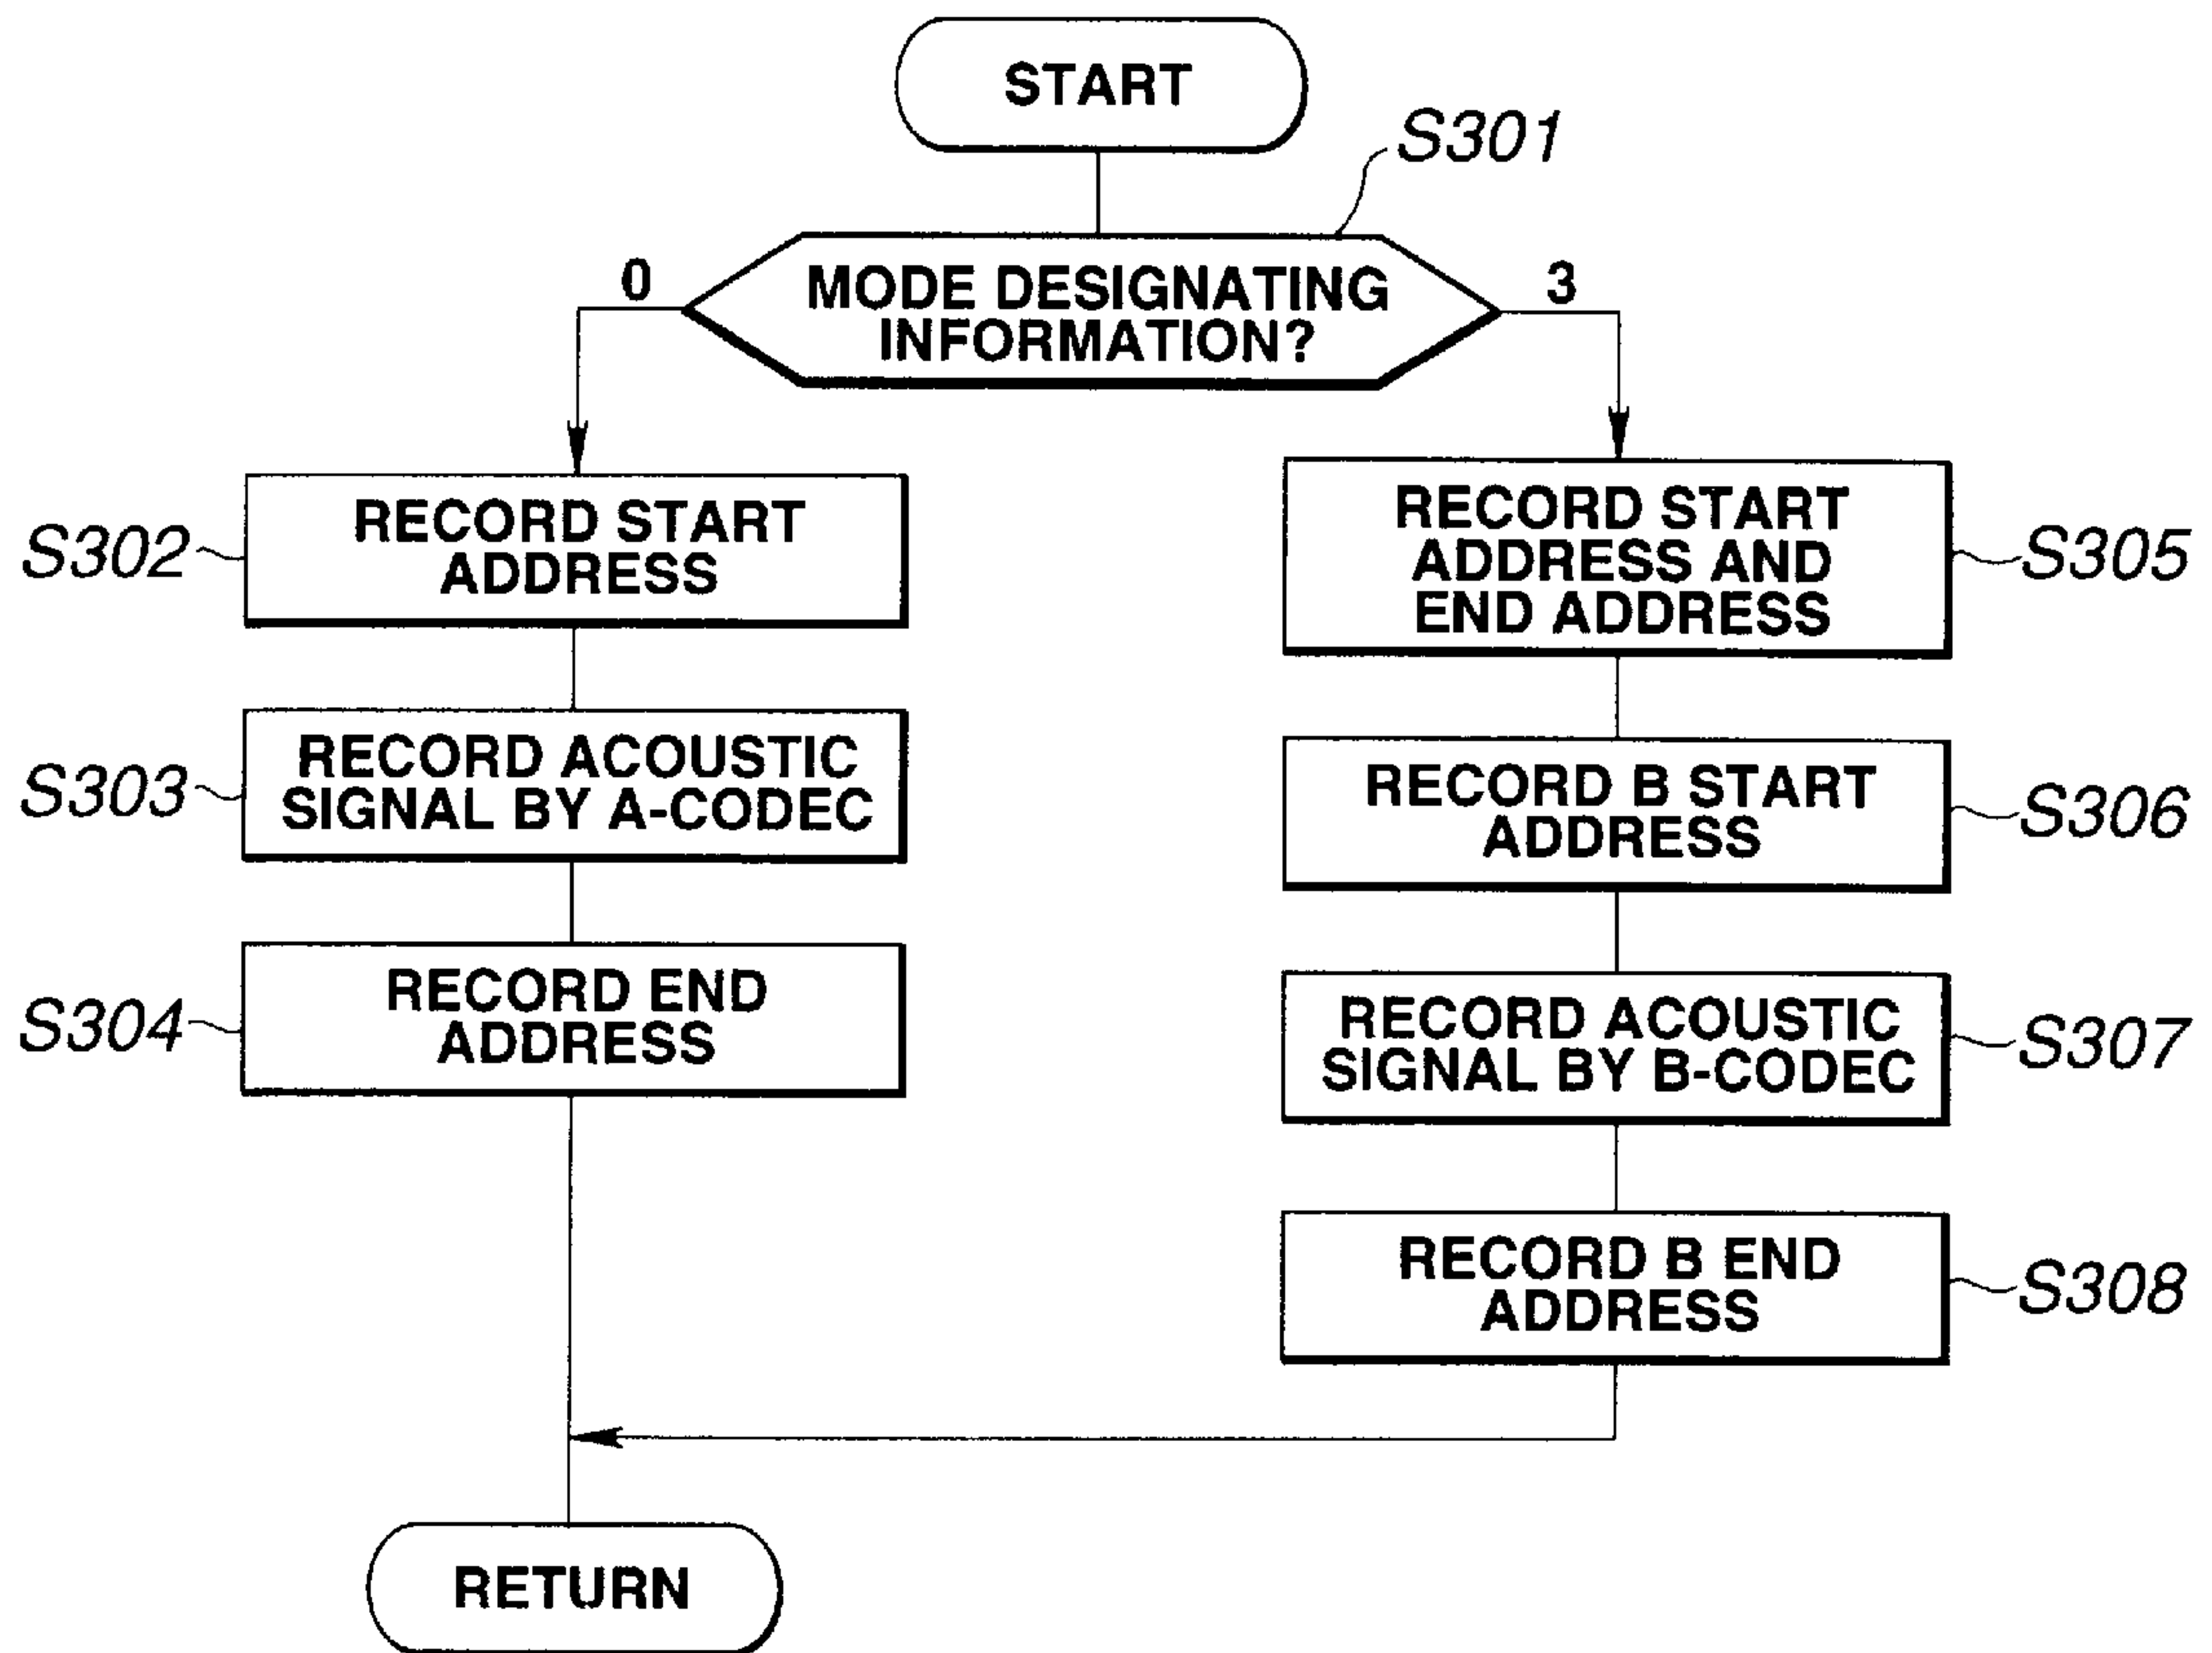 START
S301
0
MODE DESIGNATING
INFORMATION?
3
S302
RECORD START
ADDRESS
S303
RECORD ACOUSTIC
SIGNAL BY A-CODEC
S304
RECORD END
ADDRESS
RECORD START
ADDRESS AND
END ADDRESS
S305
RECORD B START
ADDRESS
S306
RECORD ACOUSTIC
SIGNAL BY B-CODEC
S307
RECORD B END
ADDRESS
S308
RETURN